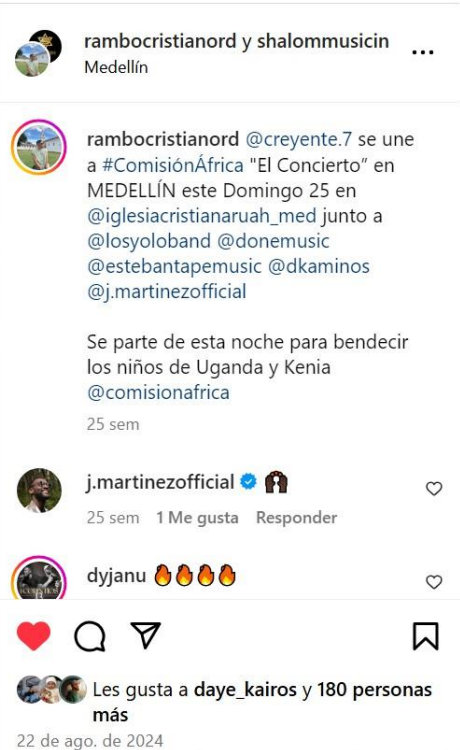 rambocristianord y shalommusicin
Medellín
rambocristianord @creyente.7 se une
a #ComisiónÁfrica "El Concierto” en
MEDELLÍN este Domingo 25 en
@iglesiacristianaruah_med junto a
@losyoloband @donemusic
@estebantapemusic @dkaminos
@j.martinezofficial
Se parte de esta noche para bendecir
los niños de Uganda y Kenia
@comisionafrica
25 sem
j.martinezofficial
25 sem 1 Me gusta Responder
dyjanu 🔥🔥🔥🔥
Les gusta a daye_kairos y 180 personas
más
22 de ago. de 2024